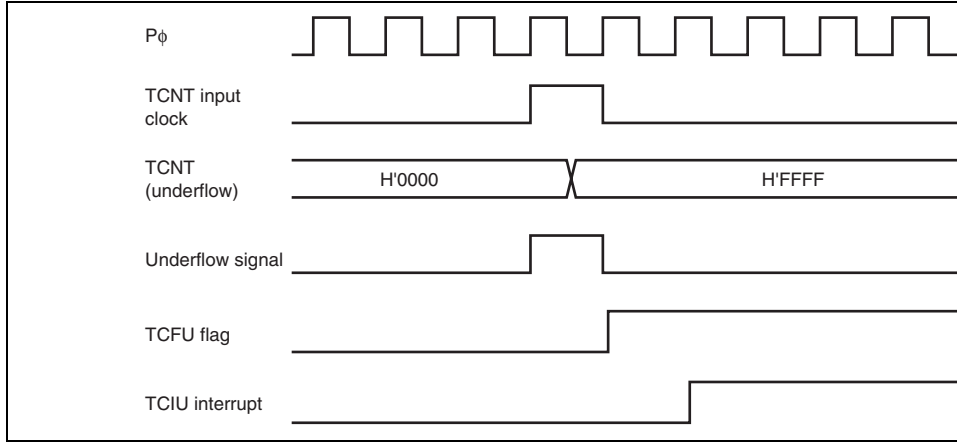 Pϕ
TCNT input
clock
TCNT
(underflow)
H'0000
H'FFFF
Underflow signal
TCFU flag
TCIU interrupt